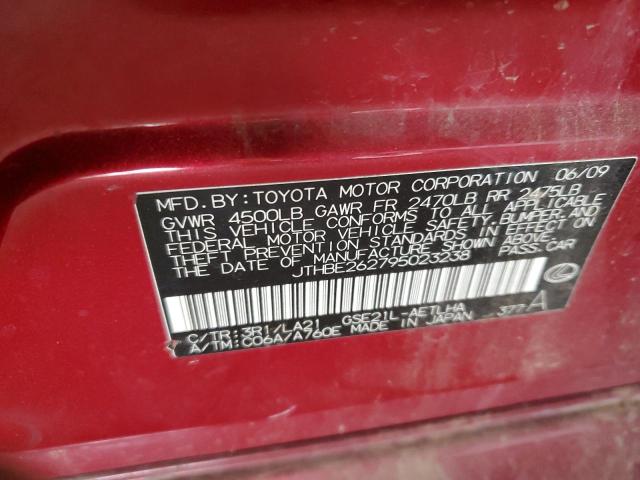 MFD. BY: TOYOTA MOTOR CORPORATION 06/09
GVWR 4500LB GAWR FR 2470LB RR 2475LB
THIS VEHICLE CONFORMS TO ALL APPLICABLE
FEDERAL MOTOR VEHICLE SAFETY, BUMPER, AND
THEFT PREVENTION STANDARDS IN EFFECT ON
THE DATE OF MANUFACTURE SHOWN ABOVE.
JTHBE262795023238 PASS.CAR
C/TR: 3R1/LA21 GSE21L-AETLHA 377A
A/TM: C06A/A760E MADE IN JAPAN